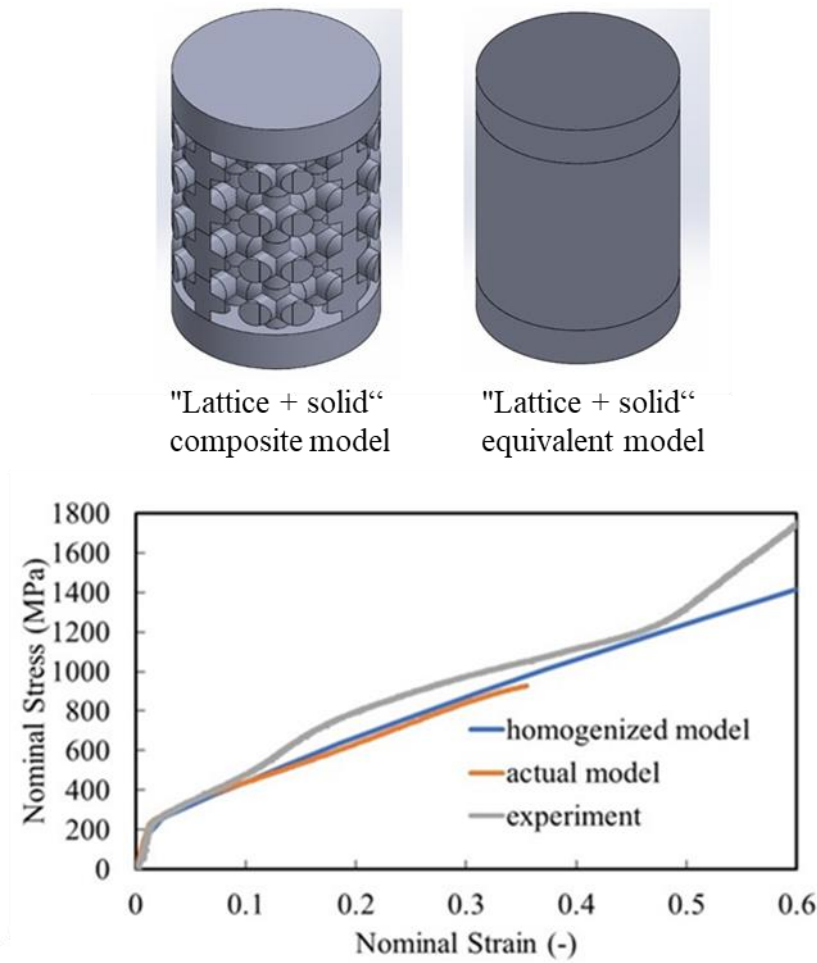 "Lattice + solid“
composite model
"Lattice + solid“
equivalent model
1800
1600
1400
1200
1000
800
600
400
200
0
Nominal Stress (MPa)
homogenized model
actual model
experiment
0 0.1 0.2 0.3 0.4 0.5 0.6
Nominal Strain (-)